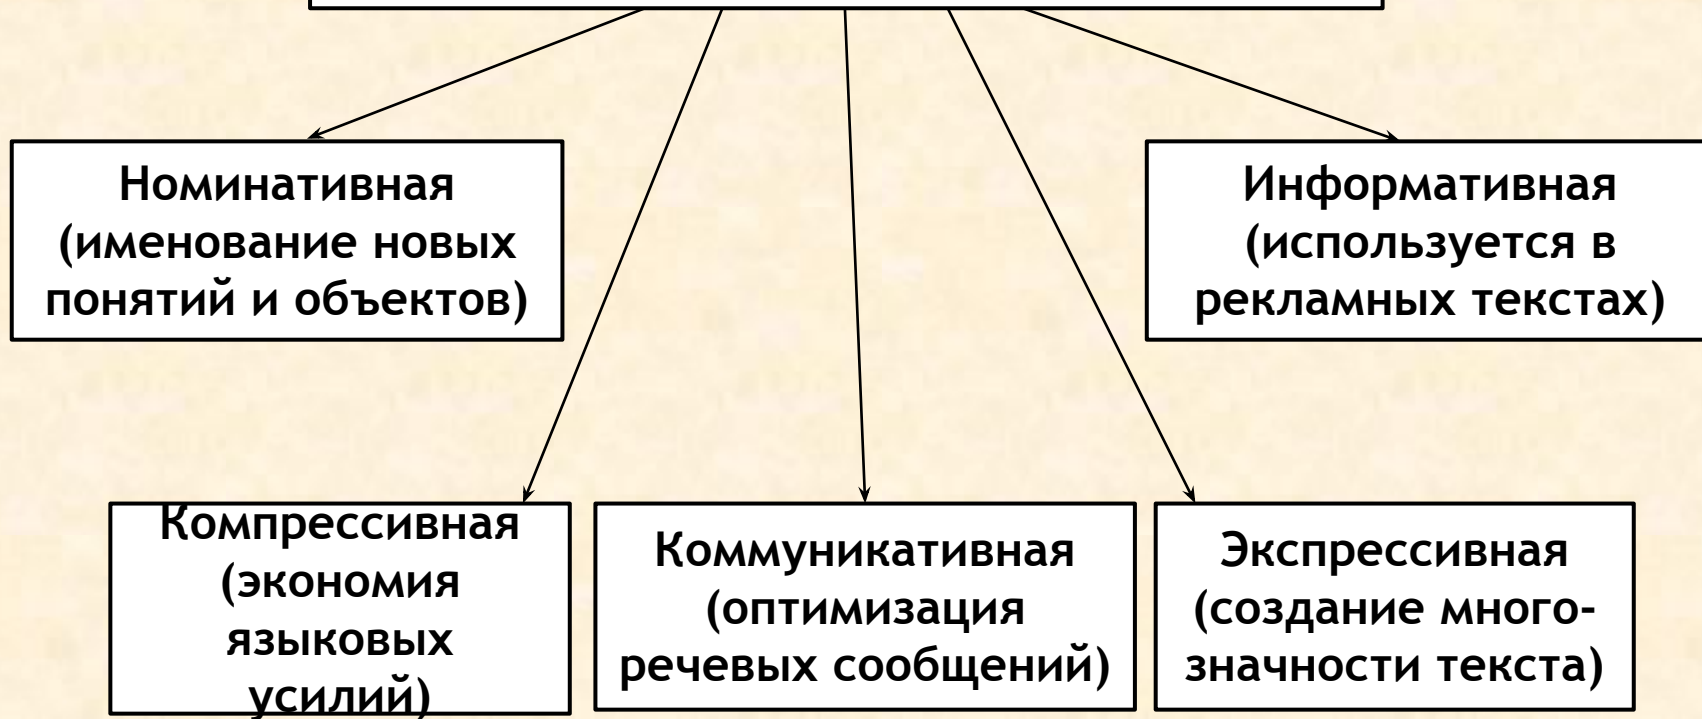 Номинативная
(именование новых
понятий и объектов)
Информативная
(используется в
рекламных текстах)
Компрессивная
(экономия
языковых
усилий)
Коммуникативная
(оптимизация
речевых сообщений)
Экспрессивная
(создание много-
значности текста)